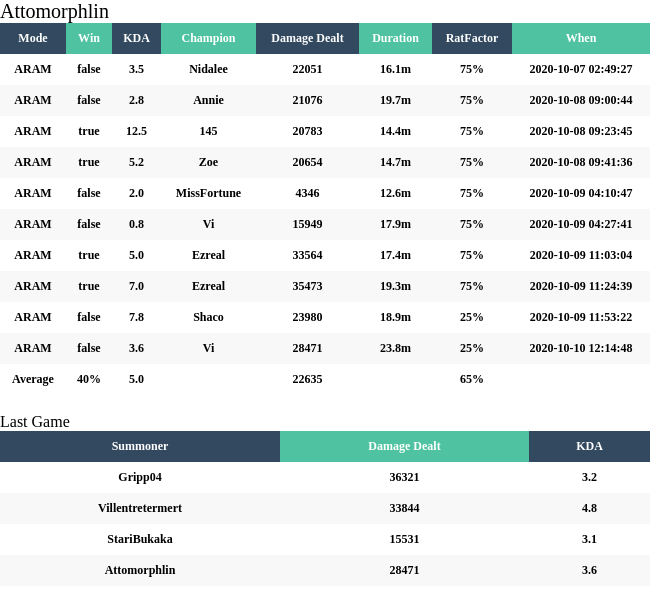 Attomorphlin
Mode Win KDA Champion Damage Dealt Duration RatFactor When
ARAM false 3.5 Nidalee 22051 16.1m 75% 2020-10-07 02:49:27
ARAM false 2.8 Annie 21076 19.7m 75% 2020-10-08 09:00:44
ARAM true 12.5 145 20783 14.4m 75% 2020-10-08 09:23:45
ARAM true 5.2 Zoe 20654 14.7m 75% 2020-10-08 09:41:36
ARAM false 2.0 MissFortune 4346 12.6m 75% 2020-10-09 04:10:47
ARAM false 0.8 Vi 15949 17.9m 75% 2020-10-09 04:27:41
ARAM true 5.0 Ezreal 33564 17.4m 75% 2020-10-09 11:03:04
ARAM true 7.0 Ezreal 35473 19.3m 75% 2020-10-09 11:24:39
ARAM false 7.8 Shaco 23980 18.9m 25% 2020-10-09 11:53:22
ARAM false 3.6 Vi 28471 23.8m 25% 2020-10-10 12:14:48
Average 40% 5.0 22635 65%
Last Game
Summoner Damage Dealt KDA
Gripp04 36321 3.2
Villentretermert 33844 4.8
StariBukaka 15531 3.1
Attomorphlin 28471 3.6